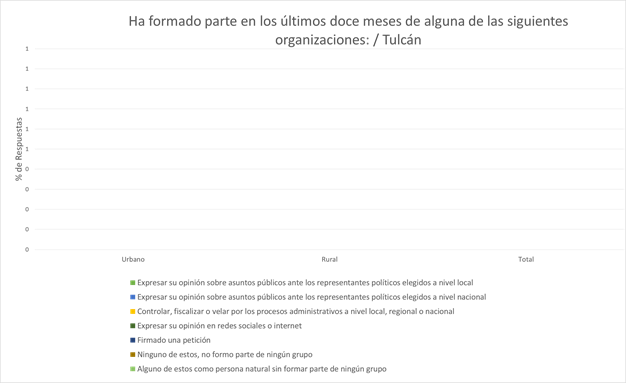 Ha formado parte en los últimos doce meses de alguna de las siguientes
organizaciones: / Tulcán
% de Respuestas
1
1
1
1
1
1
0
0
0
0
0
Urbano Rural Total
Expresar su opinión sobre asuntos públicos ante los representantes políticos elegidos a nivel local
Expresar su opinión sobre asuntos públicos ante los representantes políticos elegidos a nivel nacional
Controlar, fiscalizar o velar por los procesos administrativos a nivel local, regional o nacional
Expresar su opinión en redes sociales o internet
Firmado una petición
Ninguno de estos, no formo parte de ningún grupo
Alguno de estos como persona natural sin formar parte de ningún grupo